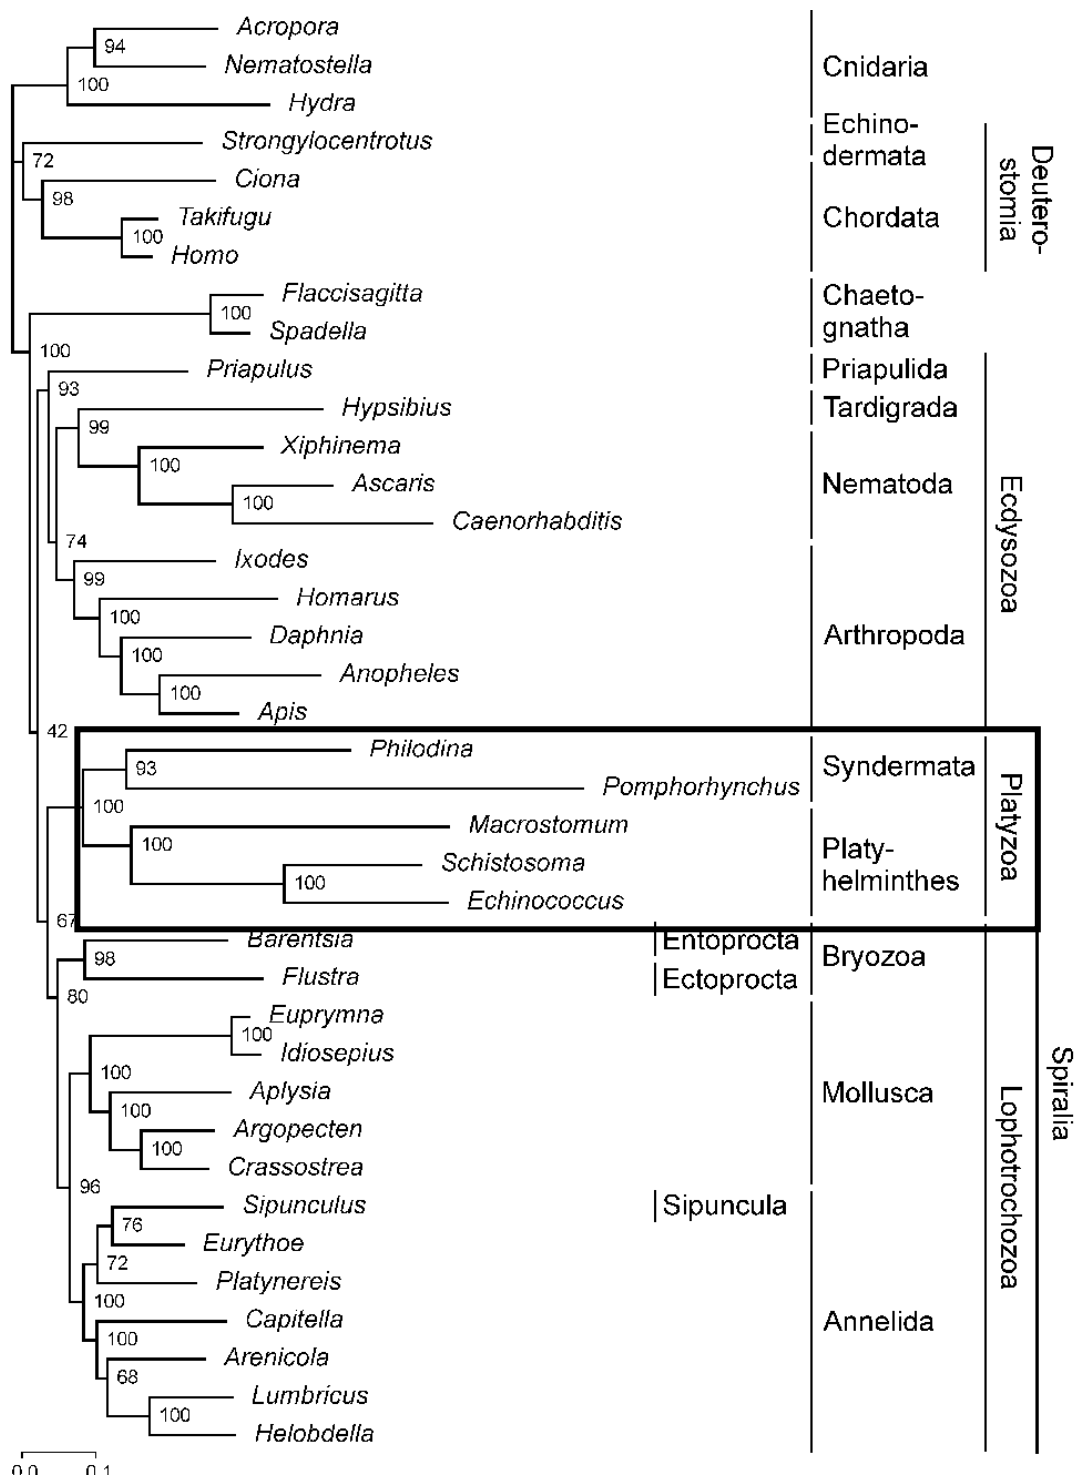 Acropora
94
Nematostella
Cnidaria
100
Hydra
Echino-
dermata
Strongylocentrotus
72
Ciona
98
Takifugu
Chordata
100
Homo
Deutero-
stomia
Flaccisagitta
Chaeto-
gnatha
100
Spadella
100
Priapulus
Priapulida
93
Hypsibius
Tardigrada
99
Xiphinema
100
Ascaris
Nematoda
100
Caenorhabditis
Ecdysozoa
74
Ixodes
99
Homarus
100
Daphnia
Arthropoda
100
Anopheles
100
Apis
42
Philodina
93
Syndermata
Pomphorhynchus
100
Platyzoa
Macrostomum
100
Platy-
helminthes
Schistosoma
100
Echinococcus
67
Barentsia
Entoprocta
98
Bryozoa
Flustra
Ectoprocta
80
Euprymna
100
Idiosepius
100
Aplysia
Mollusca
100
Argopecten
100
Crassostrea
96
Sipunculus
Sipuncula
76
Eurythoe
72
Platynereis
100
Capitella
Annelida
100
Arenicola
68
Lumbricus
100
Helobdella
Lophotrochozoa
Spiralia
0.0 0.1